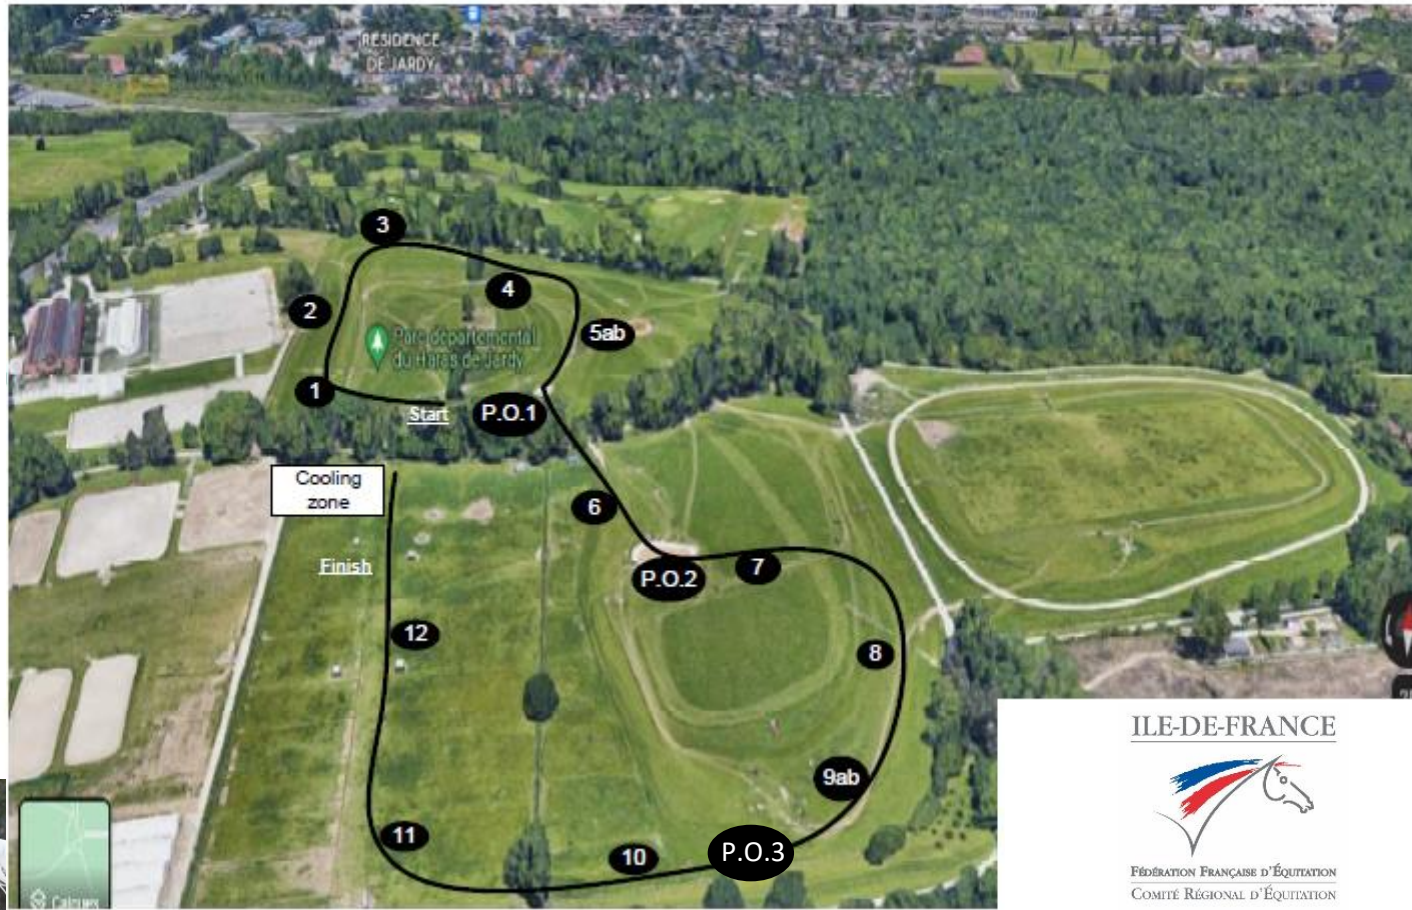 RESIDENCE
DE JARDY
3
4
2
5ab
Parc départemental
du Haras de Jardy
1
Start
P.O.1
Cooling
zone
6
Finish
P.O.2
7
12
8
9ab
11
10
P.O.3
Calques
ILE-DE-FRANCE
FÉDÉRATION FRANÇAISE D'ÉQUITATION
COMITÉ RÉGIONAL D'ÉQUITATION